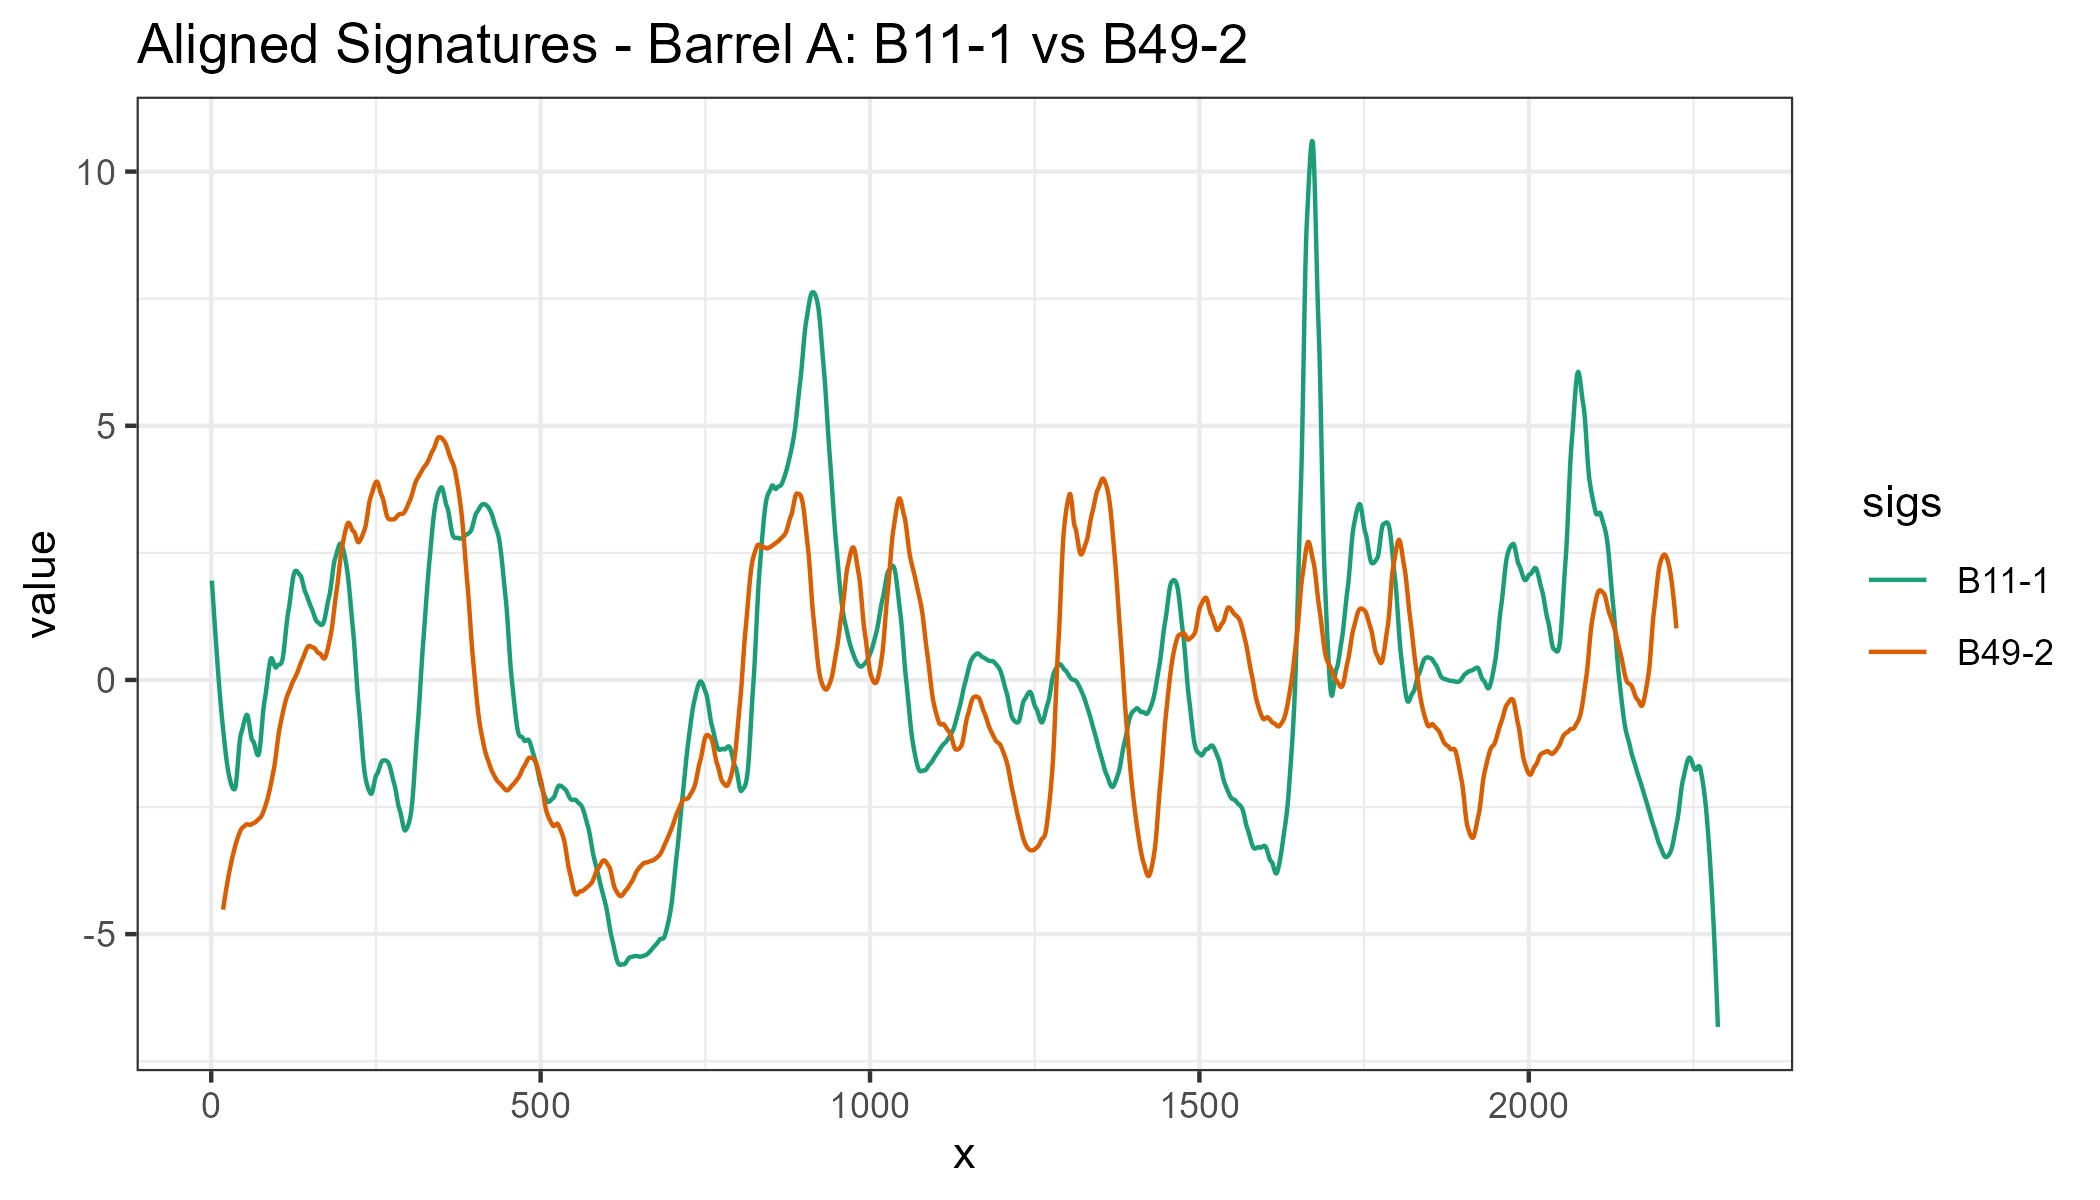 Aligned Signatures - Barrel A: B11-1 vs B49-2
10
5
0
-5
value
0 500 1000 1500 2000
x
sigs
B11-1
B49-2